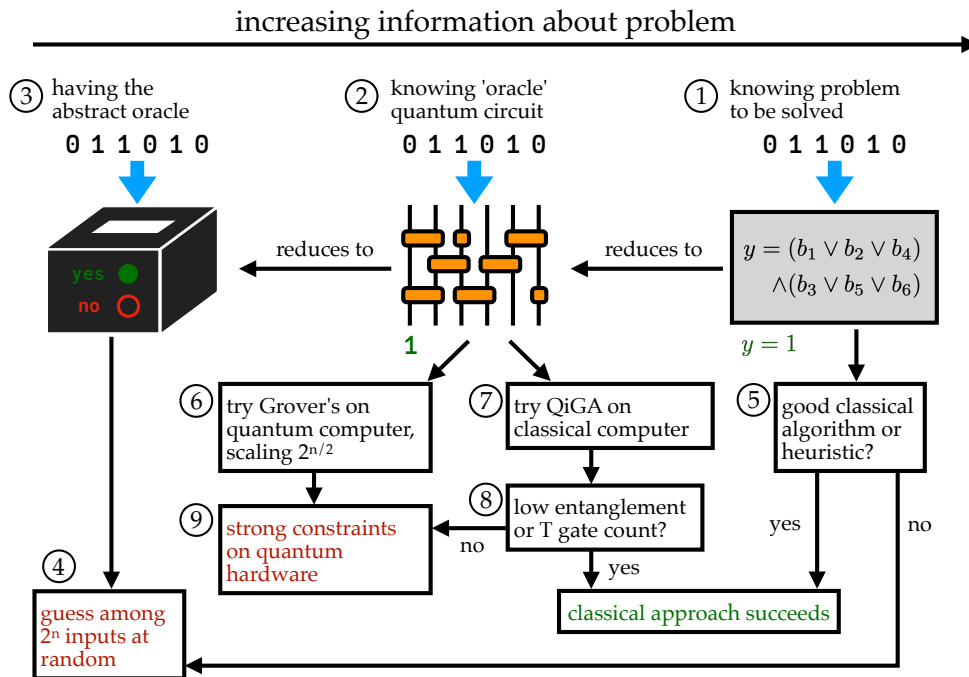 increasing information about problem
③ having the
abstract oracle
0 1 1 0 1 0
② knowing 'oracle'
quantum circuit
0 1 1 0 1 0
① knowing problem
to be solved
0 1 1 0 1 0
yes
no
reduces to
1
reduces to
y = (b₁ ∨ b₂ ∨ b₄)
∧(b₃ ∨ b₅ ∨ b₆)
y = 1
⑥ try Grover's on
quantum computer,
scaling 2ⁿᐟ²
⑦ try QiGA on
classical computer
⑤ good classical
algorithm or
heuristic?
⑨ strong constraints
on quantum
hardware
no
⑧ low entanglement
or T gate count?
yes
yes
no
classical approach succeeds
④ guess among
2ⁿ inputs at
random